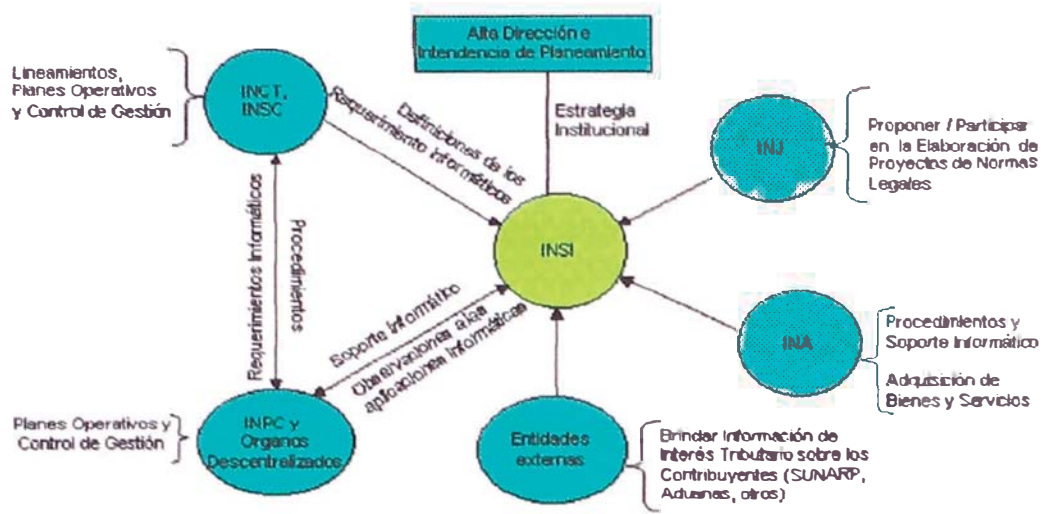 Alta Dirección e
Intendencia de Planeamiento
Lineamientos,
Planes Operativos
y Control de Gestión
INCT,
INSC
Definiciones de los
Requerimiento Informáticos
Estrategia
Institucional
INJ
Proponer / Participar
en la Elaboración de
Proyectos de Normas
Legales
Requerimientos Informáticos
Procedimientos
INSI
Soporte Informático
Observaciones a las
aplicaciones Informáticas
INA
Procedimientos y
Soporte Informático
Adquisición de
Bienes y Servicios
Planes Operativos y
Control de Gestión
INPC y
Organos
Descentralizados
Entidades
externas
Brindar Información de
Interés Tributario sobre los
Contribuyentes (SUNARP,
Aduanas, otros)